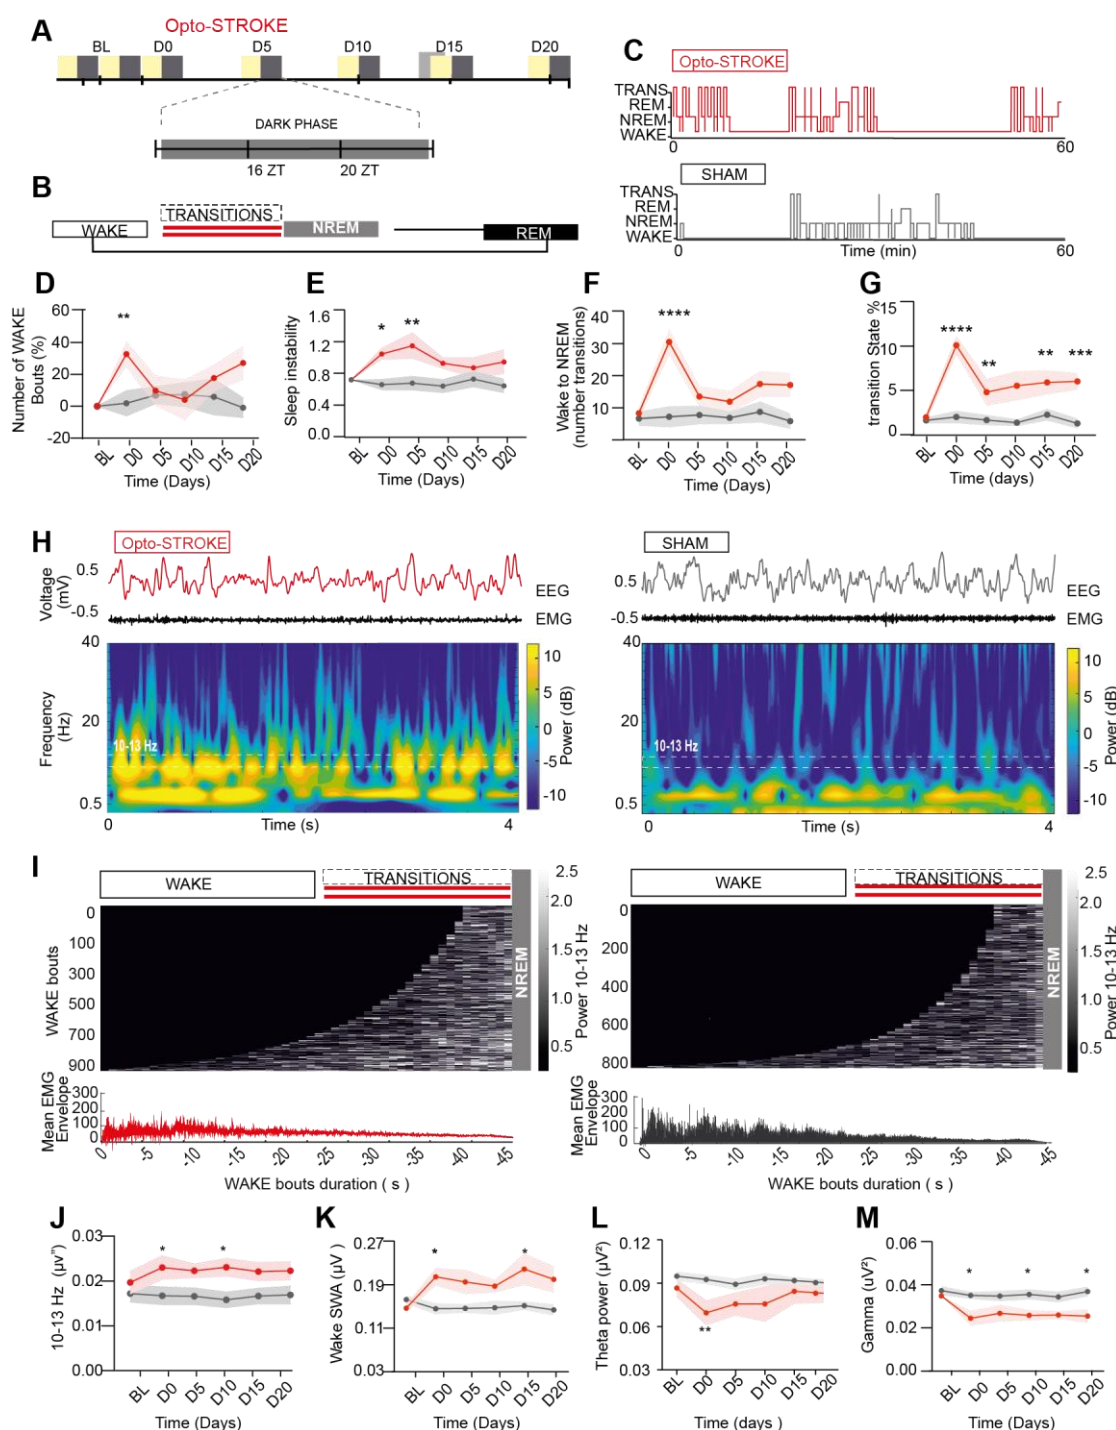 A
Opto-STROKE
BL D0 D5 D10 D15 D20
DARK PHASE
16 ZT 20 ZT
B
TRANSITIONS
WAKE NREM REM
C
Opto-STROKE
TRANS
REM
NREM
WAKE
0 60
SHAM
TRANS
REM
NREM
WAKE
0 Time (min) 60
D
Number of WAKE
Bouts (%)
60
40
20
0
-20
**
BL D0 D5 D10 D15 D20
Time (Days)
E
Sleep instability
1.6
1.2
0.8
0.4
0.0
* **
BL D0 D5 D10 D15 D20
Time (Days)
F
Wake to NREM
(number transitions)
40
30
20
10
****
BL D0 D5 D10 D15 D20
Time (Days)
G
transition State %
15
10
5
0
**** ** ** ***
BL D0 D5 D10 D15 D20
Time (days)
H
Opto-STROKE
Voltage
(mV)
0.5
-0.5
EEG
EMG
Frequency
(Hz)
40
20
0.5
10-13 Hz
0 Time (s) 4
10
5
0
-5
-10
Power (dB)
SHAM
0.5
-0.5
EEG
EMG
40
20
0.5
10-13 Hz
0 Time (s) 4
10
5
0
-5
-10
Power (dB)
I
WAKE TRANSITIONS
WAKE bouts
0
100
300
500
700
900
NREM
2.5
2.0
1.5
1.0
0.5
Power 10-13 Hz
Mean EMG
Envelope
300
200
100
0
0 -5 -10 -15 -20 -25 -30 -35 -40 -45
WAKE bouts duration ( s )
WAKE TRANSITIONS
0
200
400
600
800
NREM
2.5
2.0
1.5
1.0
0.5
Power 10-13 Hz
Mean EMG
Envelope
300
200
100
0
0 -5 -10 -15 -20 -25 -30 -35 -40 -45
WAKE bouts duration ( s )
J
10-13 Hz (µv²)
0.03
0.02
0.01
0.00
* *
BL D0 D5 D10 D15 D20
Time (Days)
K
Wake SWA (µV )
0.27
0.19
0.11
0.03
* *
BL D0 D5 D10 D15 D20
Time (Days)
L
Theta power (µV²)
0.12
0.09
0.06
0.03
**
BL D0 D5 D10 D15 D20
Time (days )
M
Gamma (µV²)
0.06
0.04
0.02
0.00
* * *
BL D0 D5 D10 D15 D20
Time (Days)